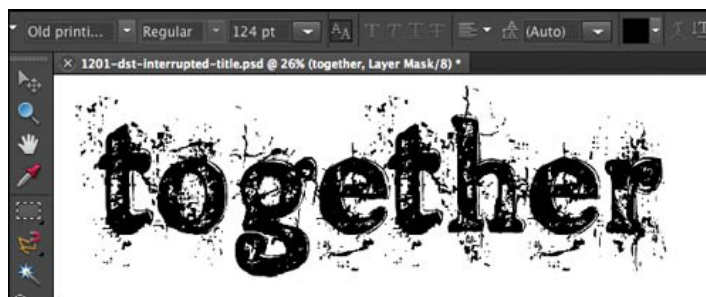 Old printi... Regular 124 pt (Auto)
1201-dst-interrupted-title.psd @ 26% (together, Layer Mask/8) *
together